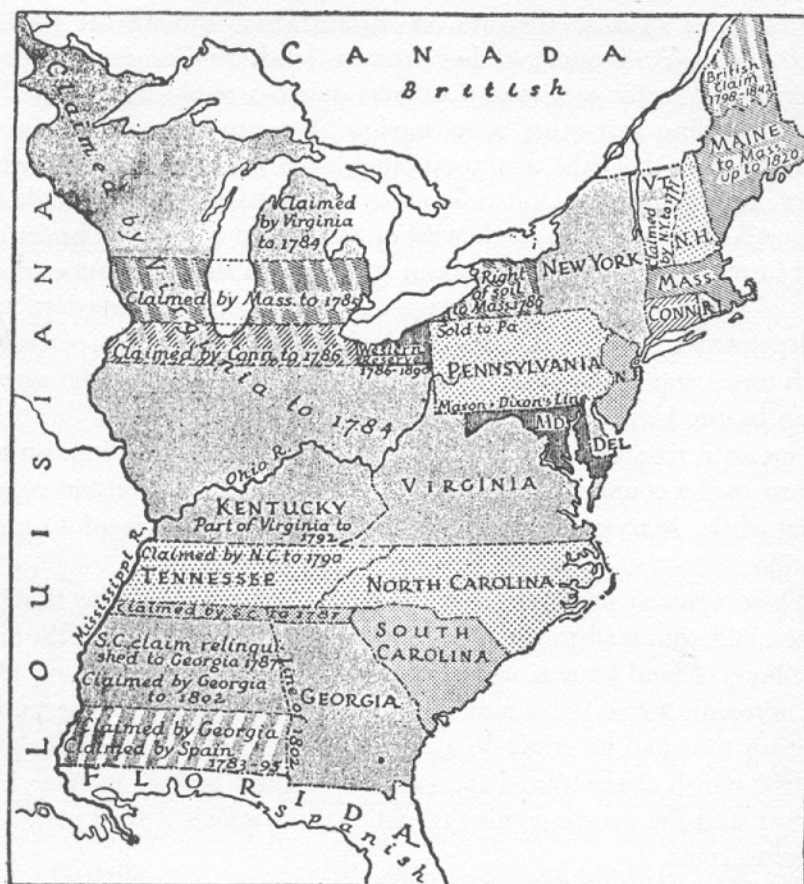 CANADA
British
British
Claim
1798-1842
MAINE
to Mass.
up to 1820
Claimed by Virginia to 1784
Claimed
by Virginia
to 1784
VT.
Claimed
by N.Y. to 1777
N.H.
NEW YORK
Right
of soil
to Mass. 1786
MASS.
CONN.
R.I.
Claimed by Mass. to 1785
Sold to Pa
Claimed by Conn. to 1786
Western
Reserve
1786-1800
PENNSYLVANIA
N.J.
Mason & Dixon's Line
MD.
DEL
Ohio R.
VIRGINIA
KENTUCKY
Part of Virginia to
1792
LOUISIANA
Mississippi R.
Claimed by N.C. to 1790
TENNESSEE
NORTH CAROLINA
Claimed by S.C. to 1787
SOUTH
CAROLINA
S.C. claim relinqui-
shed to Georgia 1787
Claimed by Georgia
to 1802
Line of 1802
GEORGIA
Claimed by Georgia
Claimed by Spain
1783-95
FLORIDA
Spanish